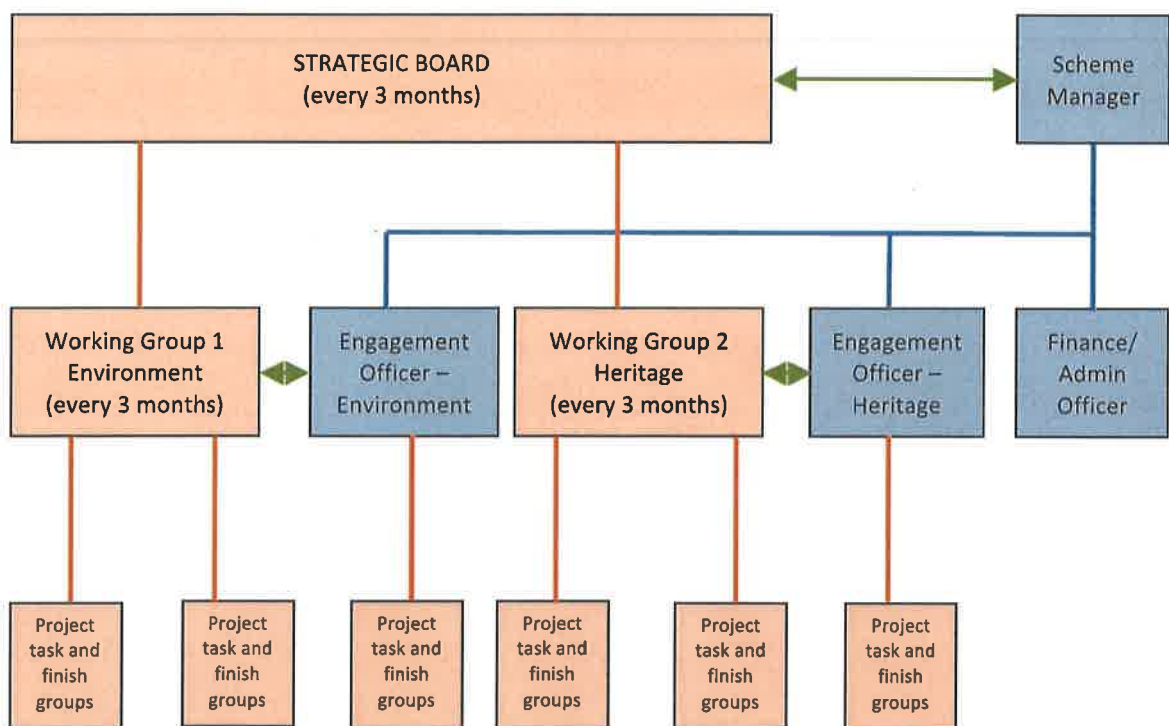 STRATEGIC BOARD
(every 3 months)
Scheme
Manager
Working Group 1
Environment
(every 3 months)
Engagement
Officer –
Environment
Working Group 2
Heritage
(every 3 months)
Engagement
Officer –
Heritage
Finance/
Admin
Officer
Project
task and
finish
groups
Project
task and
finish
groups
Project
task and
finish
groups
Project
task and
finish
groups
Project
task and
finish
groups
Project
task and
finish
groups